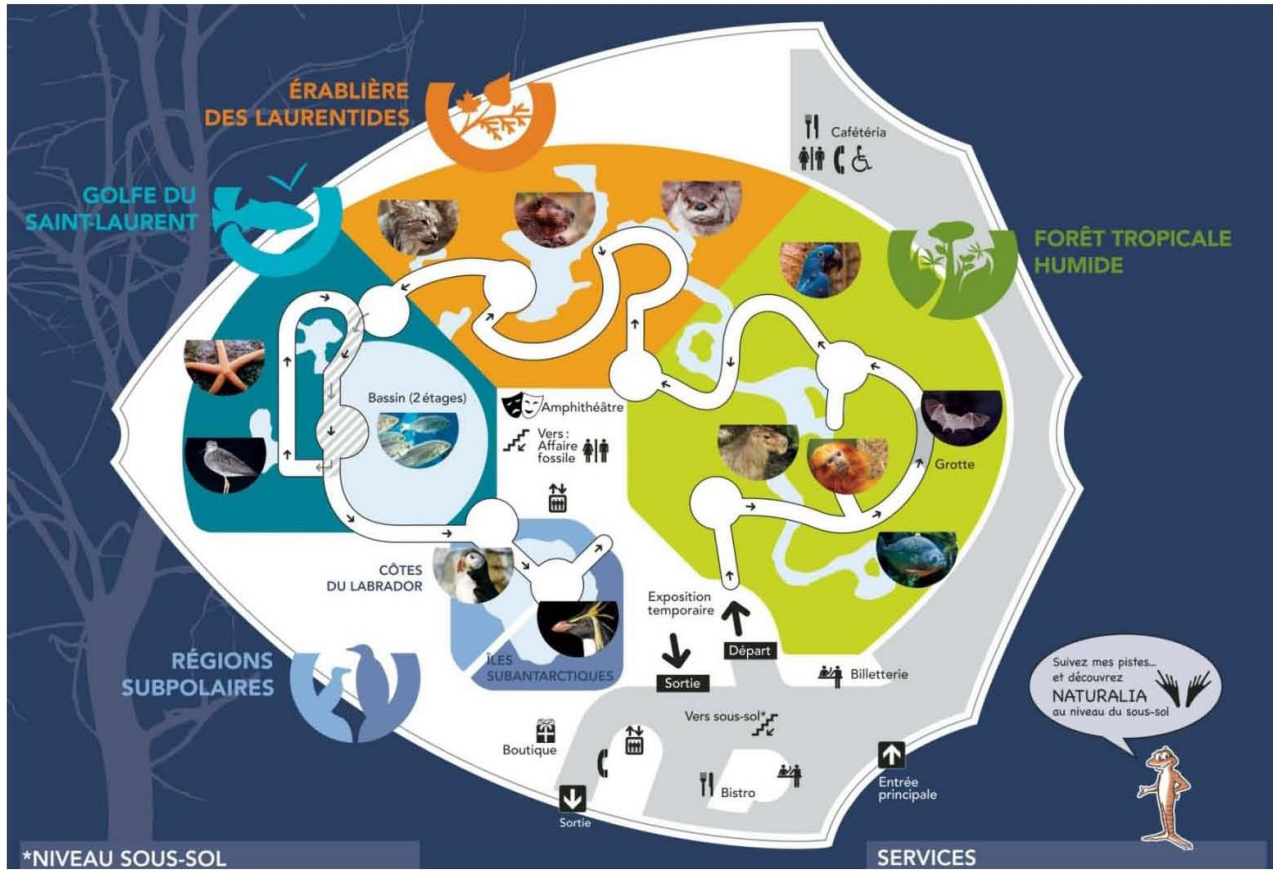 ÉRABLIÈRE
DES LAURENTIDES
GOLFE DU
SAINT-LAURENT
Cafétéria
FORÊT TROPICALE
HUMIDE
Bassin (2 étages)
Amphithéâtre
Vers :
Affaire
fossile
Grotte
CÔTES
DU LABRADOR
ÎLES
SUBANTARCTIQUES
RÉGIONS
SUBPOLAIRES
Exposition
temporaire
Départ
Sortie
Billetterie
Vers sous-sol*
Boutique
Bistro
Sortie
Entrée
principale
Suivez mes pistes...
et découvrez
NATURALIA
au niveau du sous-sol
*NIVEAU SOUS-SOL
SERVICES